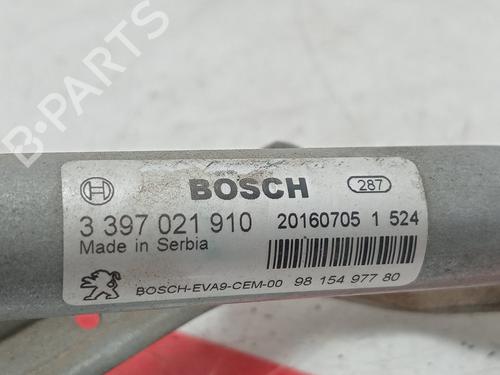 BOSCH
287
3 397 021 910
20160705 1 524
Made in Serbia
BOSCH-EVA9-CEM-00
98 154 977 80
B-PARTS
B-PARTS